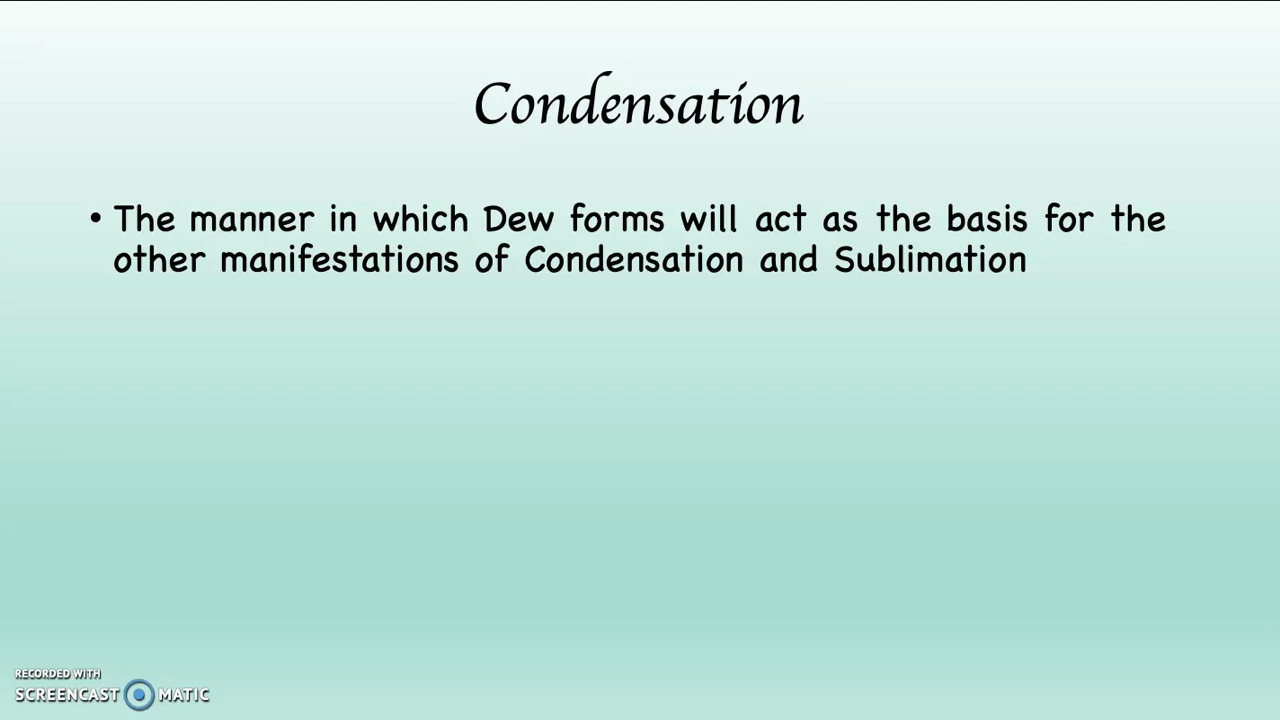 Condensation
• The manner in which Dew forms will act as the basis for the
other manifestations of Condensation and Sublimation
RECORDED WITH
SCREENCAST MATIC